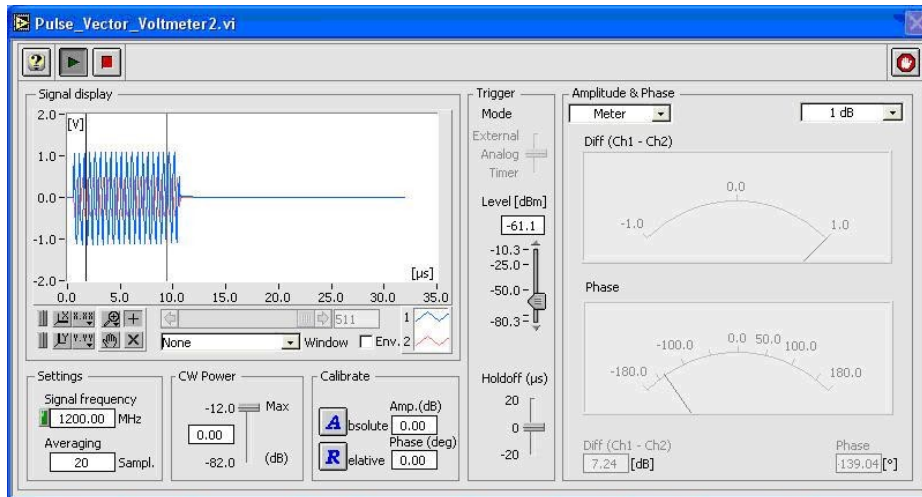 Pulse_Vector_Voltmeter2.vi
Signal display
2.0
[V]
1.0
0.0
-1.0
-2.0
[µs]
0.0 5.0 10.0 15.0 20.0 25.0 30.0 35.0
511
1
None Window Env. 2
Settings
Signal frequency
1200.00 MHz
Averaging
20 Sampl.
CW Power
-12.0 Max
0.00
-82.0 (dB)
Calibrate
Amp.(dB)
A bsolute 0.00
Phase (deg)
R elative 0.00
Trigger
Mode
External
Analog
Timer
Level [dBm]
-61.1
-10.3
-25.0
-50.0
-80.3
Holdoff (µs)
20
0
-20
Amplitude & Phase
Meter 1 dB
Diff (Ch1 - Ch2)
-1.0 0.0 1.0
Phase
-180.0 -100.0 0.0 50.0 100.0 180.0
Diff (Ch1 - Ch2) Phase
7.24 [dB] -139.04 [°]